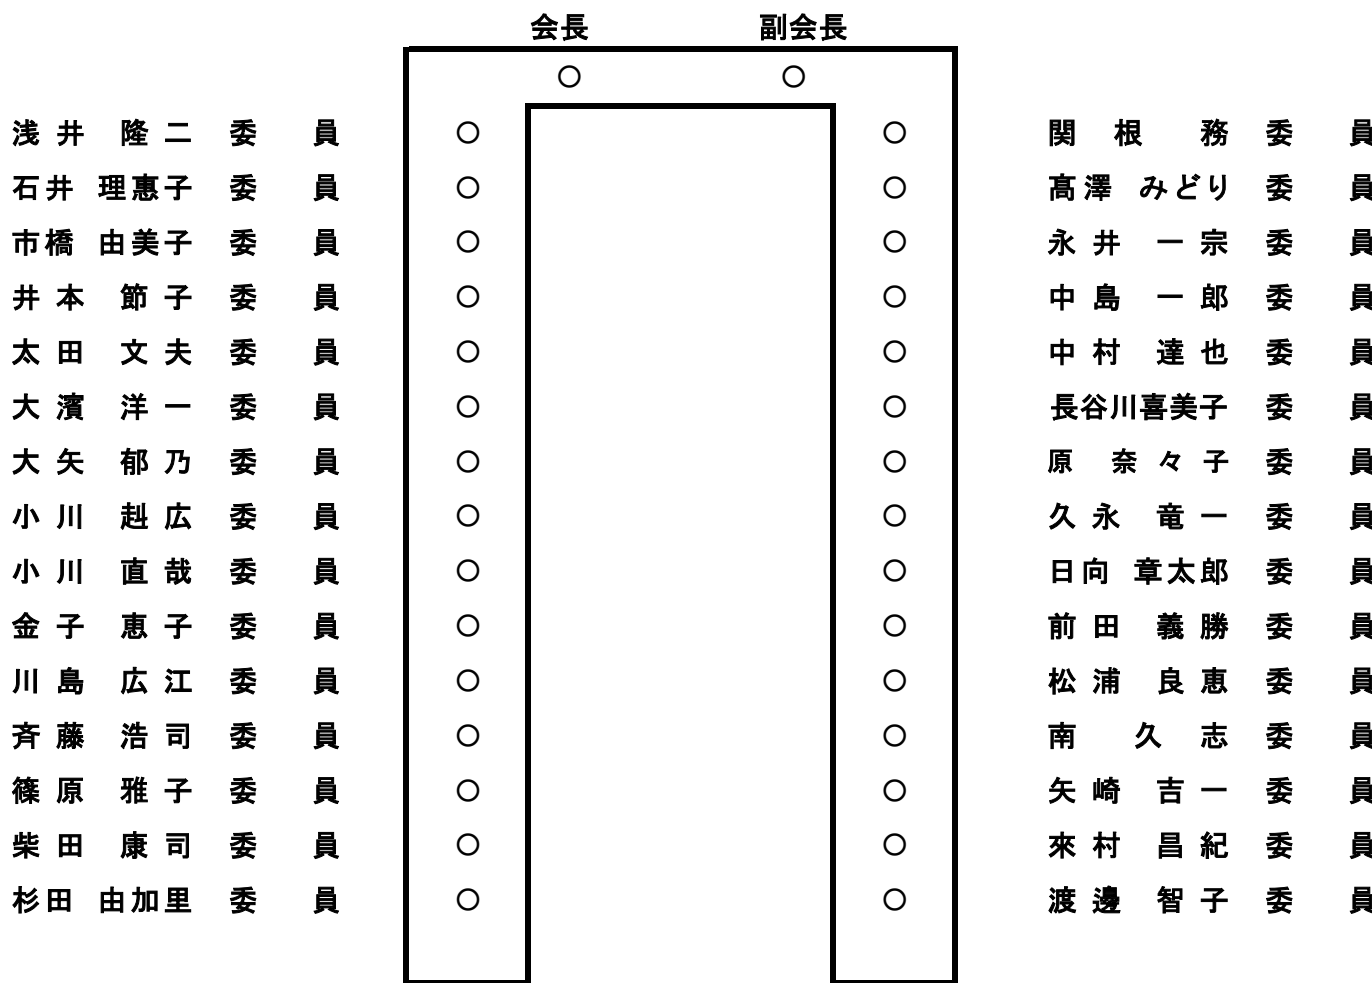 会長 副会長
浅井 隆二 委員 ○ ○ 関根 務 委員
石井 理恵子 委員 ○ ○ 髙澤 みどり 委員
市橋 由美子 委員 ○ ○ 永井 一宗 委員
井本 節子 委員 ○ ○ 中島 一郎 委員
太田 文夫 委員 ○ ○ 中村 達也 委員
大濱 洋一 委員 ○ ○ 長谷川喜美子 委員
大矢 郁乃 委員 ○ ○ 原 奈々子 委員
小川 赳広 委員 ○ ○ 久永 竜一 委員
小川 直哉 委員 ○ ○ 日向 章太郎 委員
金子 恵子 委員 ○ ○ 前田 義勝 委員
川島 広江 委員 ○ ○ 松浦 良恵 委員
斉藤 浩司 委員 ○ ○ 南 久志 委員
篠原 雅子 委員 ○ ○ 矢崎 吉一 委員
柴田 康司 委員 ○ ○ 來村 昌紀 委員
杉田 由加里 委員 ○ ○ 渡邊 智子 委員